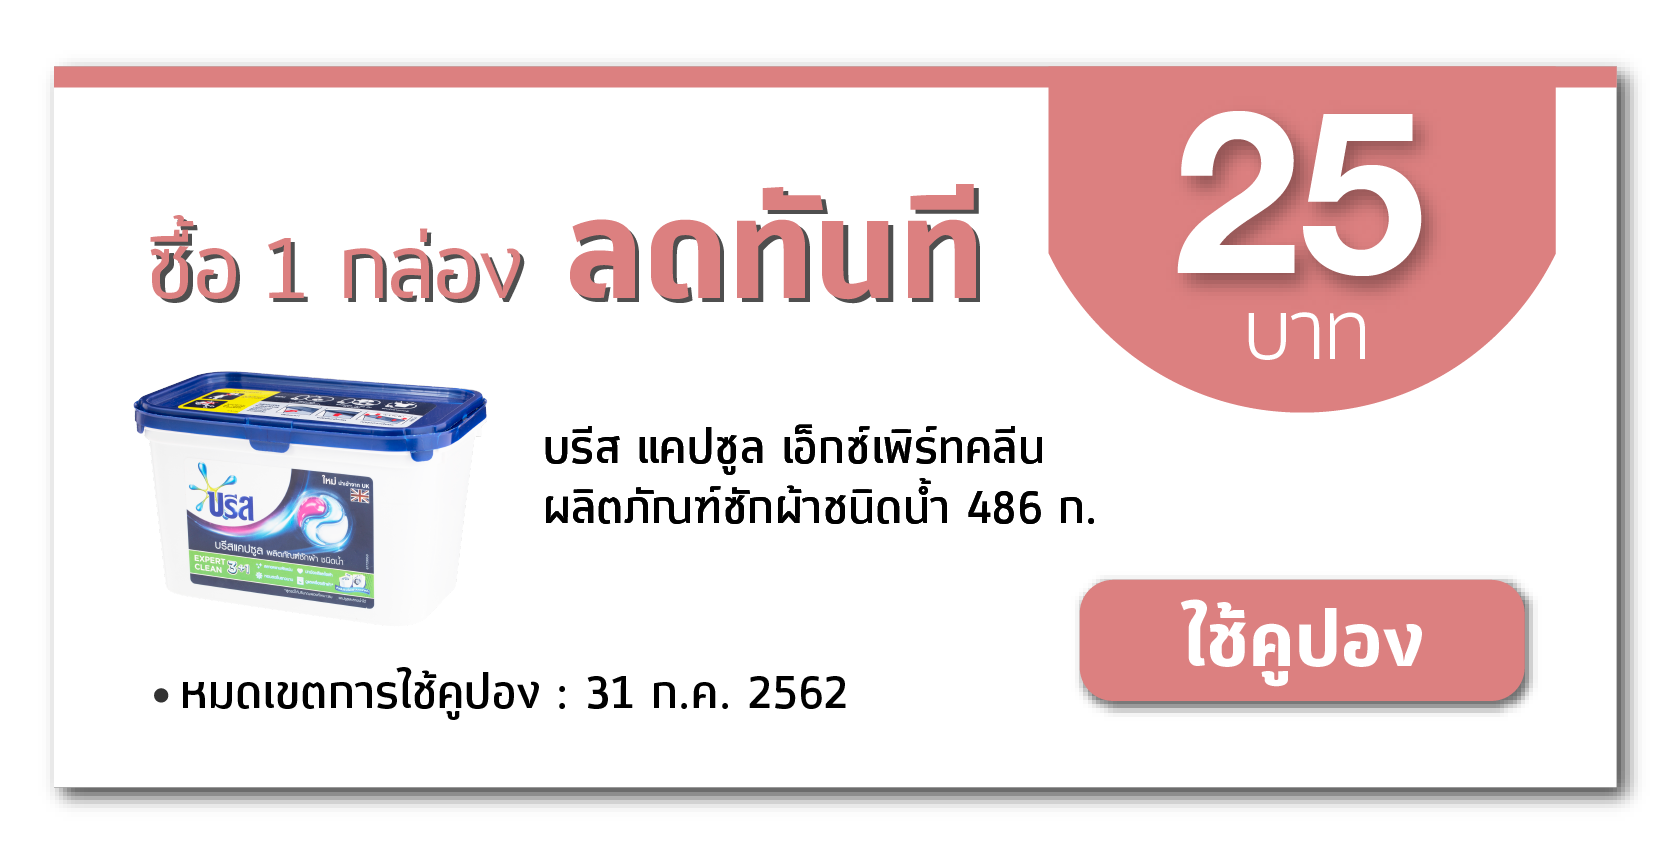 25
บาท
ซื้อ 1 กล่อง ลดทันที
บรีส แคปซูล เอ็กซ์เพิร์ทคลีน
ผลิตภัณฑ์ซักผ้าชนิดน้ำ 486 ก.
ใหม่ นำเข้าจาก UK
บรีส
บรีสแคปซูล ผลิตภัณฑ์ซักผ้า ชนิดน้ำ
EXPERT
CLEAN
ใช้คูปอง
• หมดเขตการใช้คูปอง : 31 ก.ค. 2562